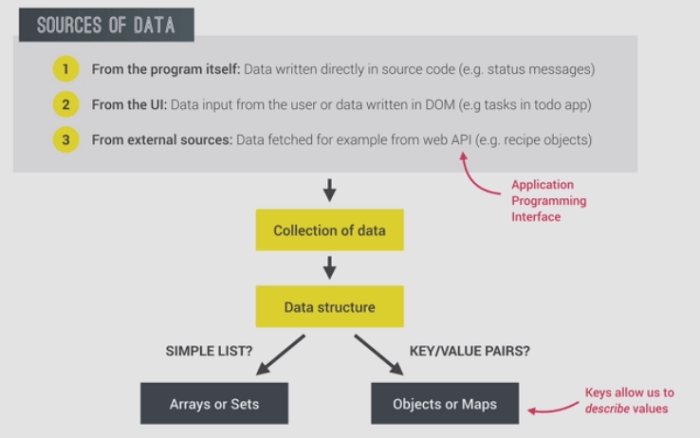 SOURCES OF DATA
1 From the program itself: Data written directly in source code (e.g. status messages)
2 From the UI: Data input from the user or data written in DOM (e.g tasks in todo app)
3 From external sources: Data fetched for example from web API (e.g. recipe objects)
Application
Programming
Interface
Collection of data
Data structure
SIMPLE LIST?
KEY/VALUE PAIRS?
Arrays or Sets
Objects or Maps
Keys allow us to
describe values